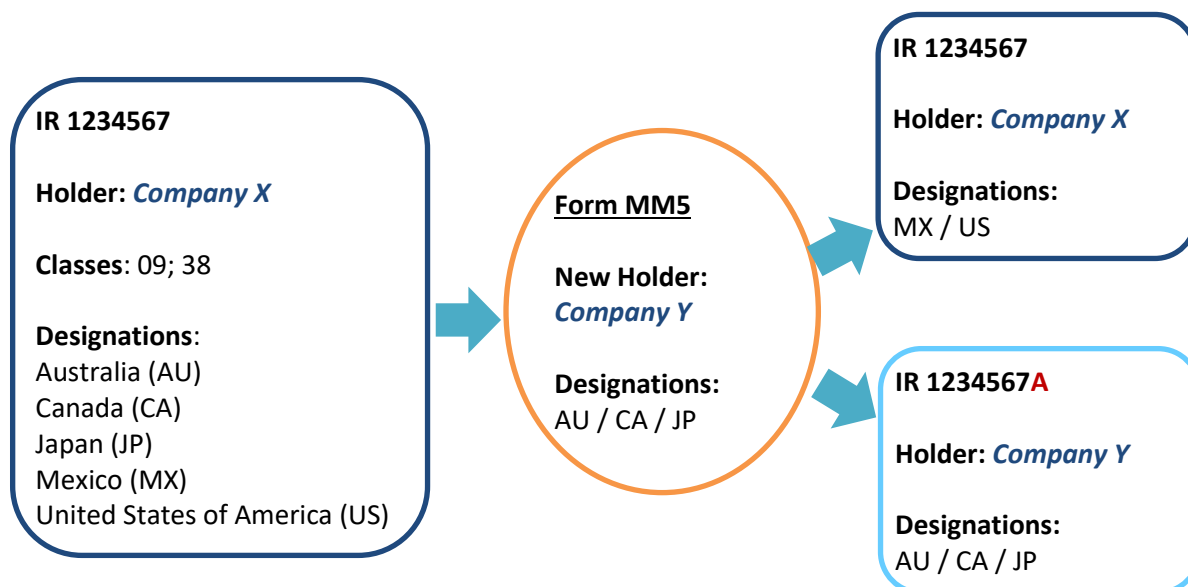 IR 1234567
Holder: Company X
Classes: 09; 38
Designations:
Australia (AU)
Canada (CA)
Japan (JP)
Mexico (MX)
United States of America (US)
Form MM5
New Holder:
Company Y
Designations:
AU / CA / JP
IR 1234567
Holder: Company X
Designations:
MX / US
IR 1234567A
Holder: Company Y
Designations:
AU / CA / JP